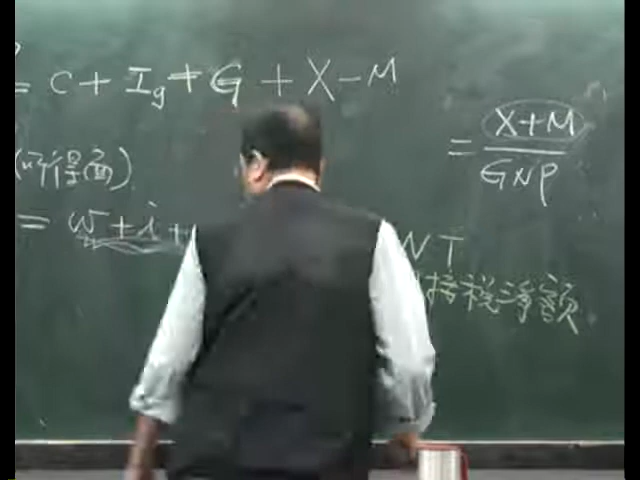 = C + Ig + G + X - M
= X+M
GNP
(所得面)
= w + i +
NT
接稅淨額